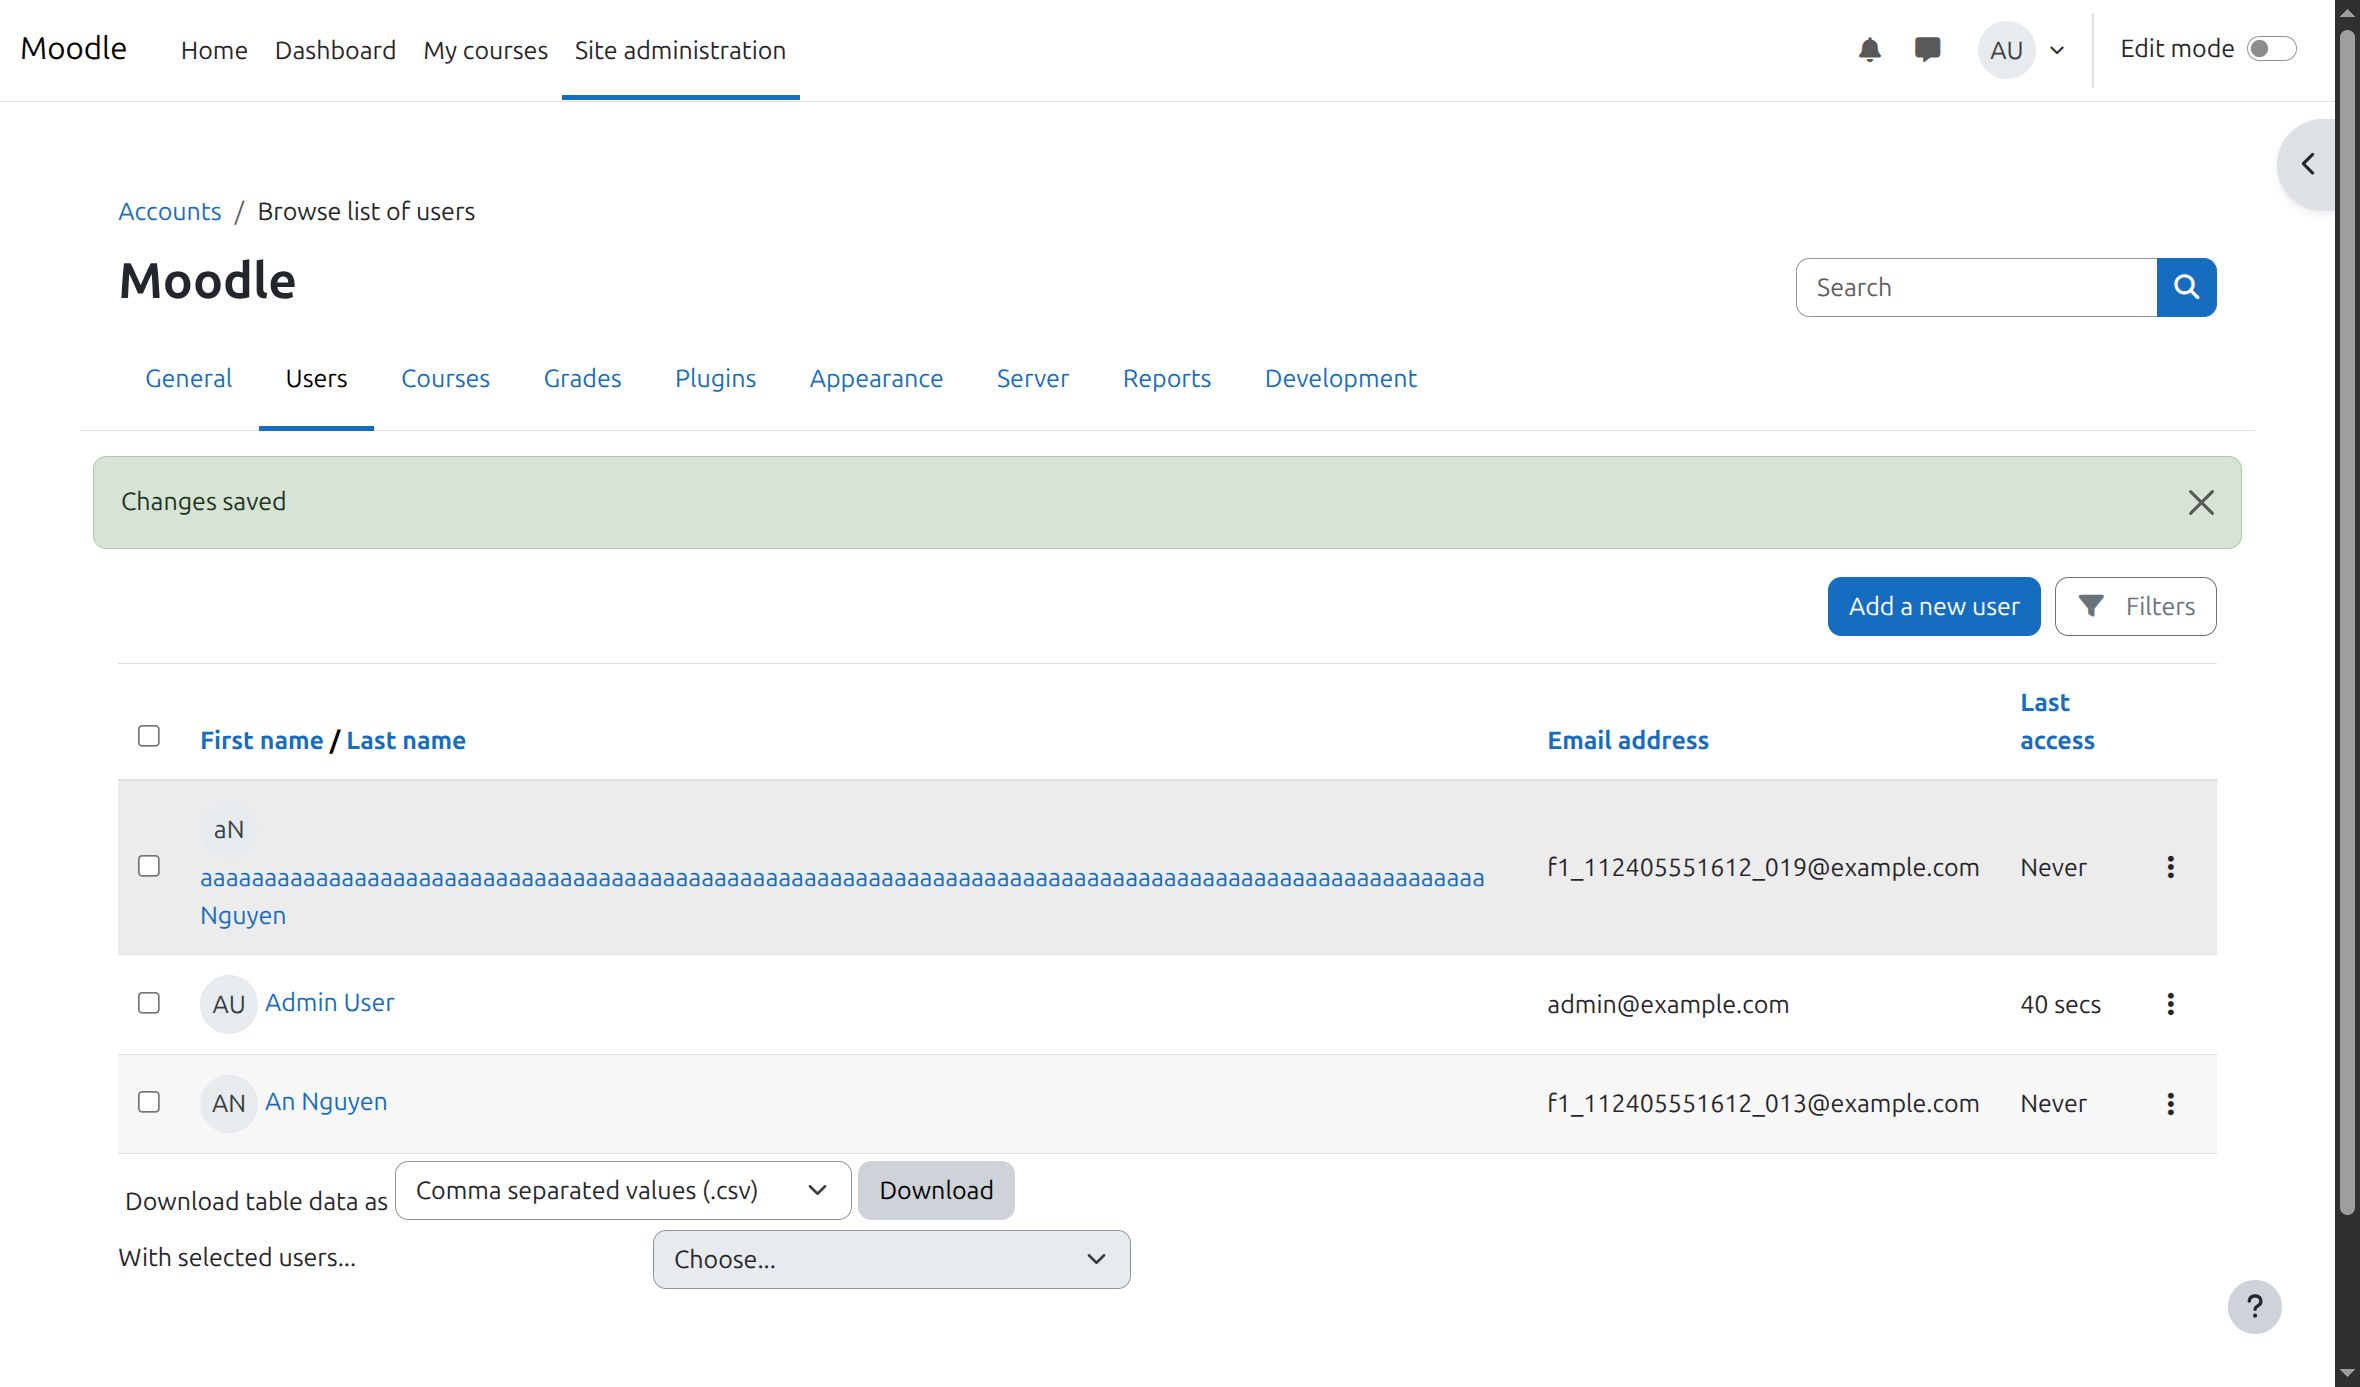 Moodle Home Dashboard My courses Site administration AU Edit mode
Accounts / Browse list of users
Moodle
Search
General Users Courses Grades Plugins Appearance Server Reports Development
Changes saved
Add a new user Filters
First name / Last name Email address Last access
aN
aaaaaaaaaaaaaaaaaaaaaaaaaaaaaaaaaaaaaaaaaaaaaaaaaaaaaaaaaaaaaaaaaaaaaaaaaaaaaaaaaaaaaaaaaaaaaaaaaaaa
Nguyen f1_112405551612_019@example.com Never
AU Admin User admin@example.com 40 secs
AN An Nguyen f1_112405551612_013@example.com Never
Download table data as Comma separated values (.csv) Download
With selected users... Choose...
?